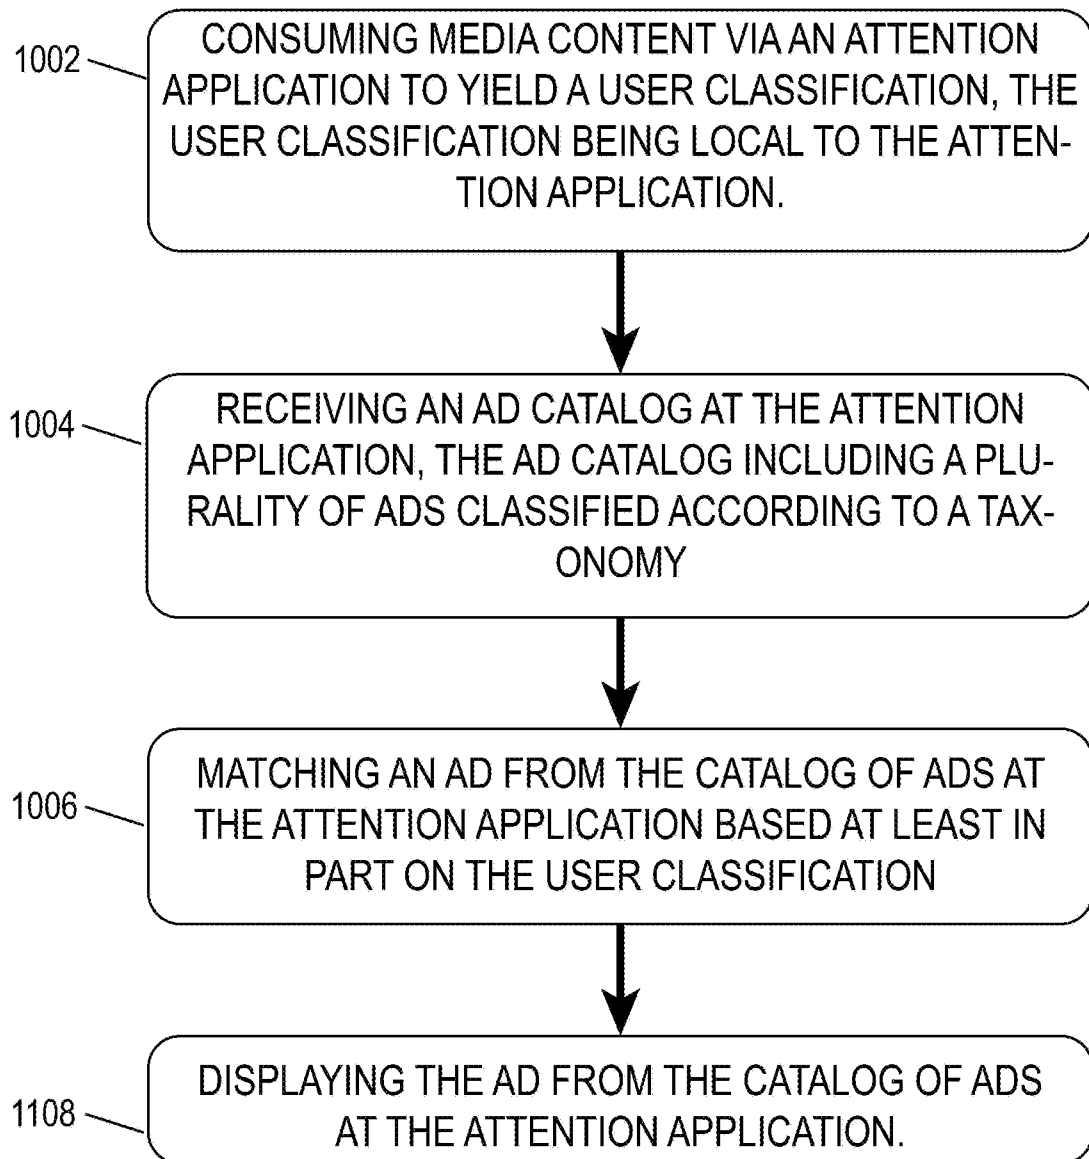 1002
CONSUMING MEDIA CONTENT VIA AN ATTENTION
APPLICATION TO YIELD A USER CLASSIFICATION, THE
USER CLASSIFICATION BEING LOCAL TO THE ATTEN-
TION APPLICATION.
1004
RECEIVING AN AD CATALOG AT THE ATTENTION
APPLICATION, THE AD CATALOG INCLUDING A PLU-
RALITY OF ADS CLASSIFIED ACCORDING TO A TAX-
ONOMY
1006
MATCHING AN AD FROM THE CATALOG OF ADS AT
THE ATTENTION APPLICATION BASED AT LEAST IN
PART ON THE USER CLASSIFICATION
1108
DISPLAYING THE AD FROM THE CATALOG OF ADS
AT THE ATTENTION APPLICATION.